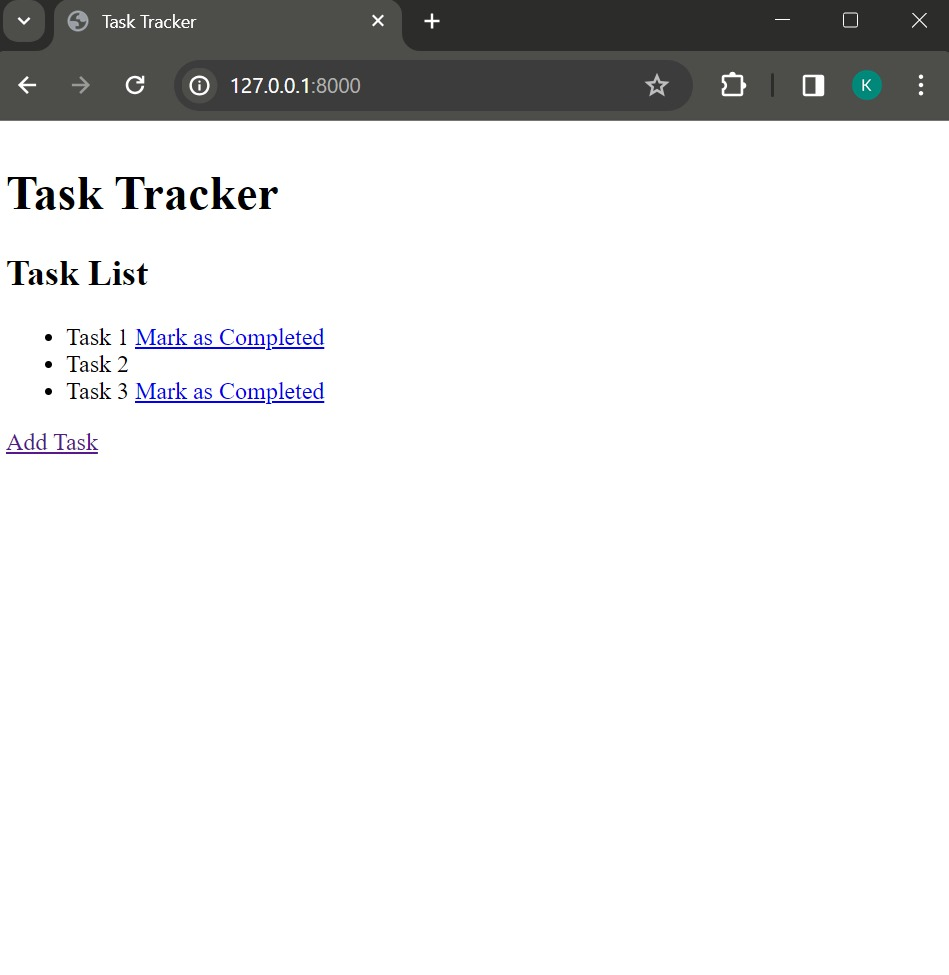 Task Tracker
127.0.0.1:8000
K
Task Tracker
Task List
Task 1 Mark as Completed
Task 2
Task 3 Mark as Completed
Add Task